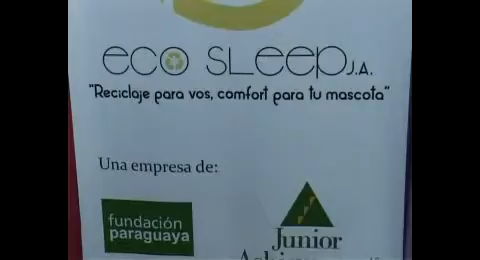 eco sleep J.A.
"Reciclaje para vos, comfort para tu mascota"
Una empresa de:
fundación
paraguaya
Junior